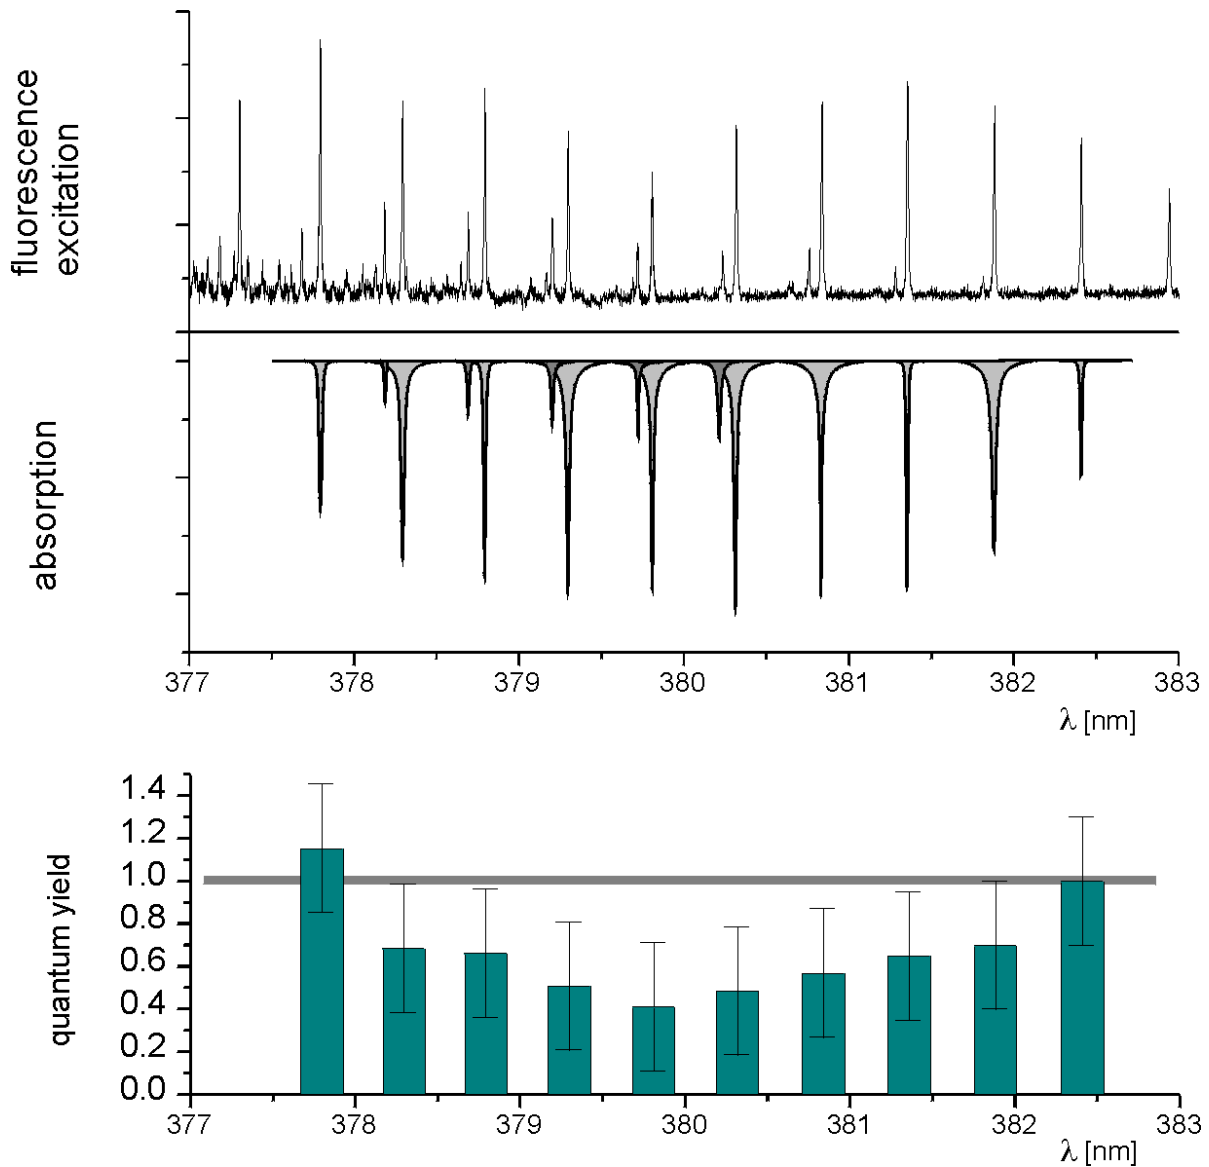 fluorescence
excitation
absorption
377 378 379 380 381 382 383
λ [nm]
quantum yield
1.4
1.2
1.0
0.8
0.6
0.4
0.2
0.0
377 378 379 380 381 382 383
λ [nm]